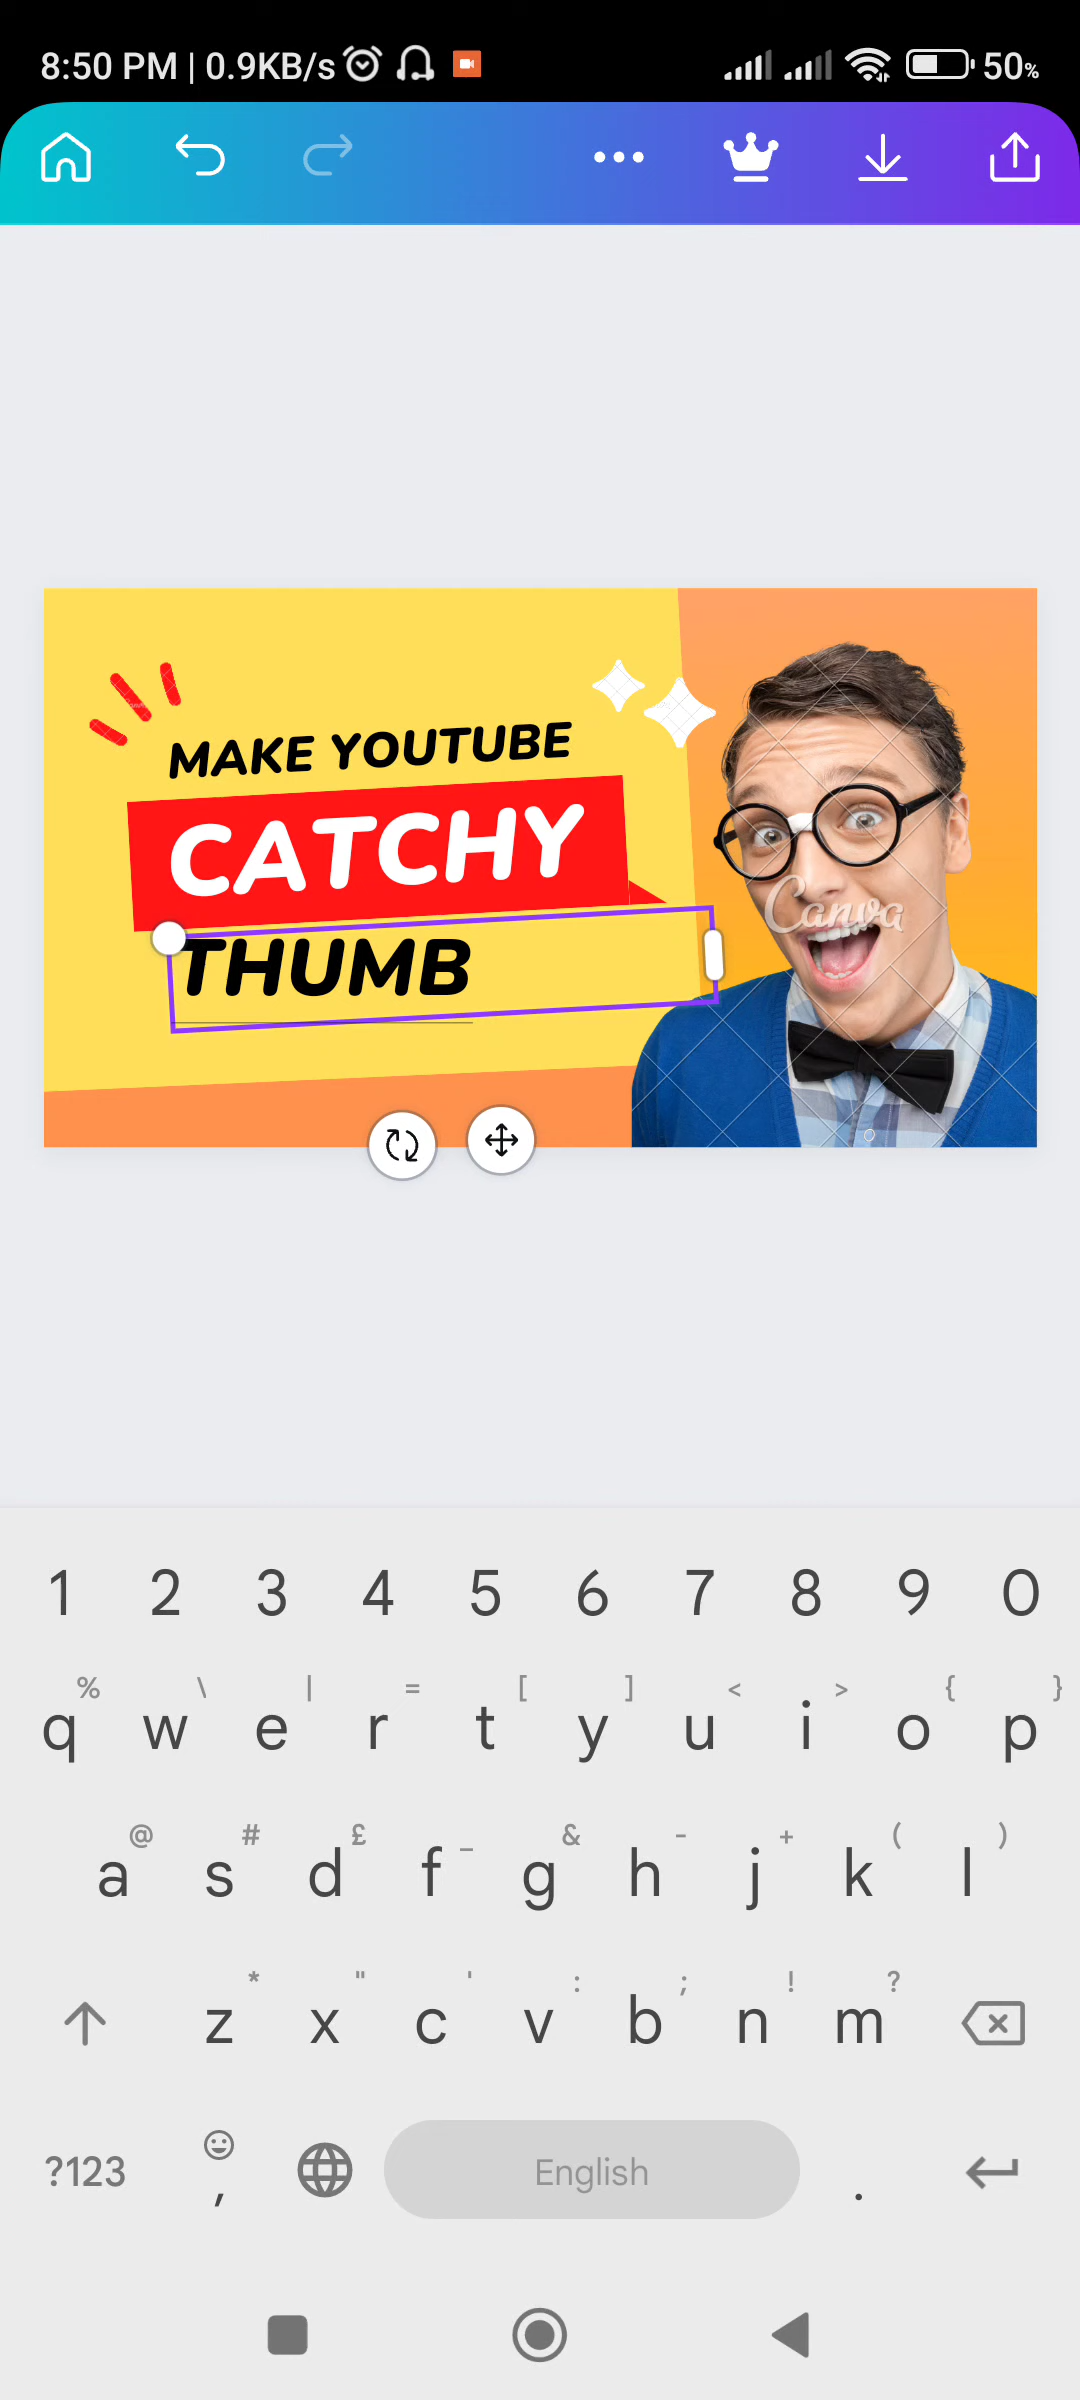 8:50 PM | 0.9KB/s 50%
MAKE YOUTUBE
CATCHY
THUMB
Canva
1 2 3 4 5 6 7 8 9 0
% \ | = [ ] < > { }
q w e r t y u i o p
@ # £ _ & - + ( )
a s d f g h j k l
* " ' : ; ! ?
z x c v b n m
?123 , English .